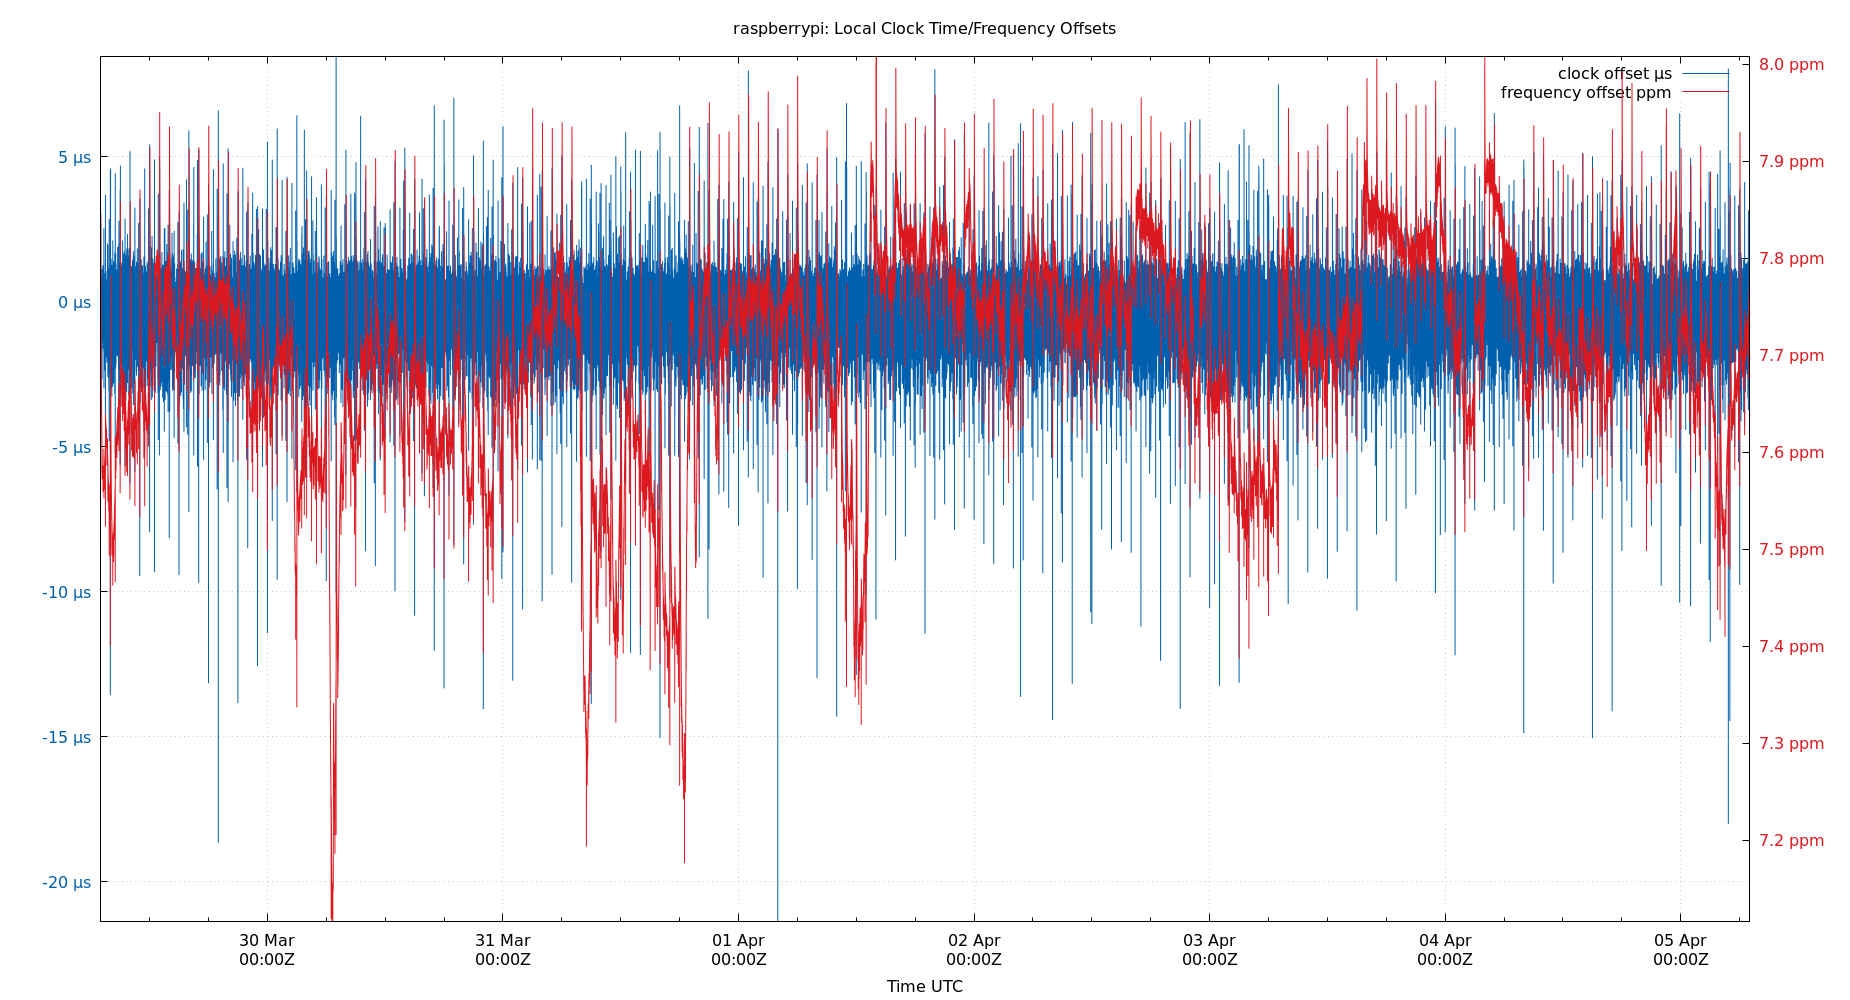 raspberrypi: Local Clock Time/Frequency Offsets
clock offset µs
frequency offset ppm
5 µs
0 µs
-5 µs
-10 µs
-15 µs
-20 µs
8.0 ppm
7.9 ppm
7.8 ppm
7.7 ppm
7.6 ppm
7.5 ppm
7.4 ppm
7.3 ppm
7.2 ppm
30 Mar
00:00Z
31 Mar
00:00Z
01 Apr
00:00Z
02 Apr
00:00Z
03 Apr
00:00Z
04 Apr
00:00Z
05 Apr
00:00Z
Time UTC